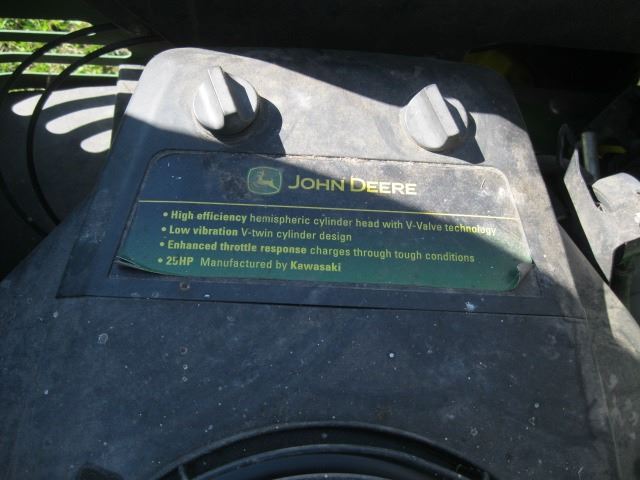 JOHN DEERE
• High efficiency hemispheric cylinder head with V-Valve technology
• Low vibration V-twin cylinder design
• Enhanced throttle response charges through tough conditions
• 25HP Manufactured by Kawasaki